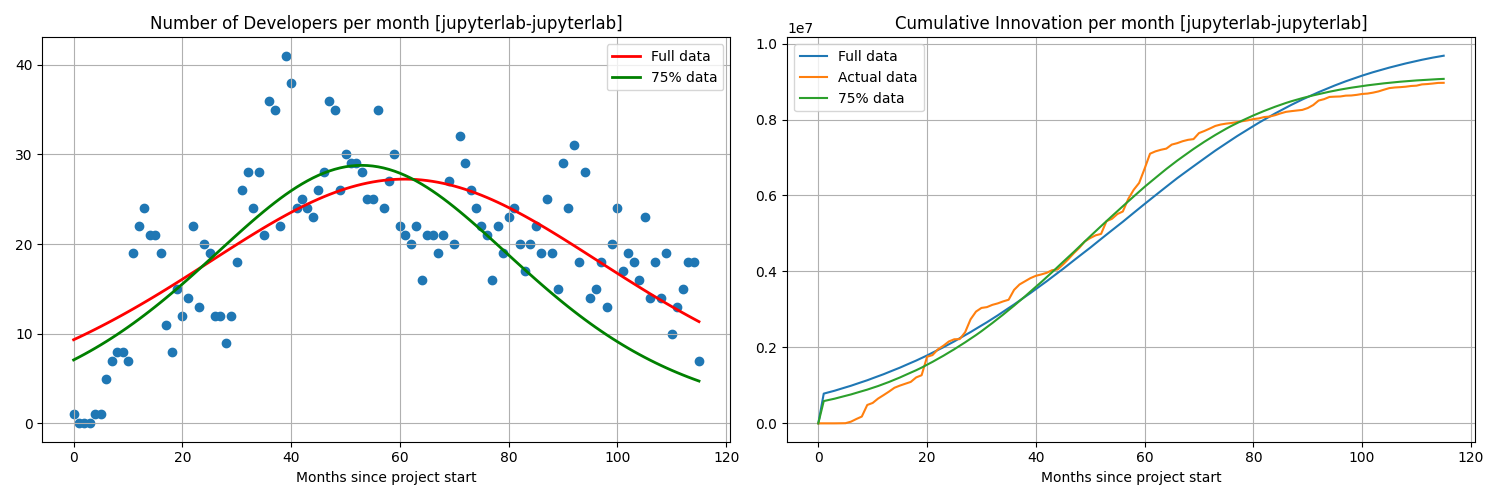 Number of Developers per month [jupyterlab-jupyterlab]
40
30
20
10
0
0 20 40 60 80 100 120
Months since project start
Full data
75% data
Cumulative Innovation per month [jupyterlab-jupyterlab]
1e7
1.0
0.8
0.6
0.4
0.2
0.0
0 20 40 60 80 100 120
Months since project start
Full data
Actual data
75% data